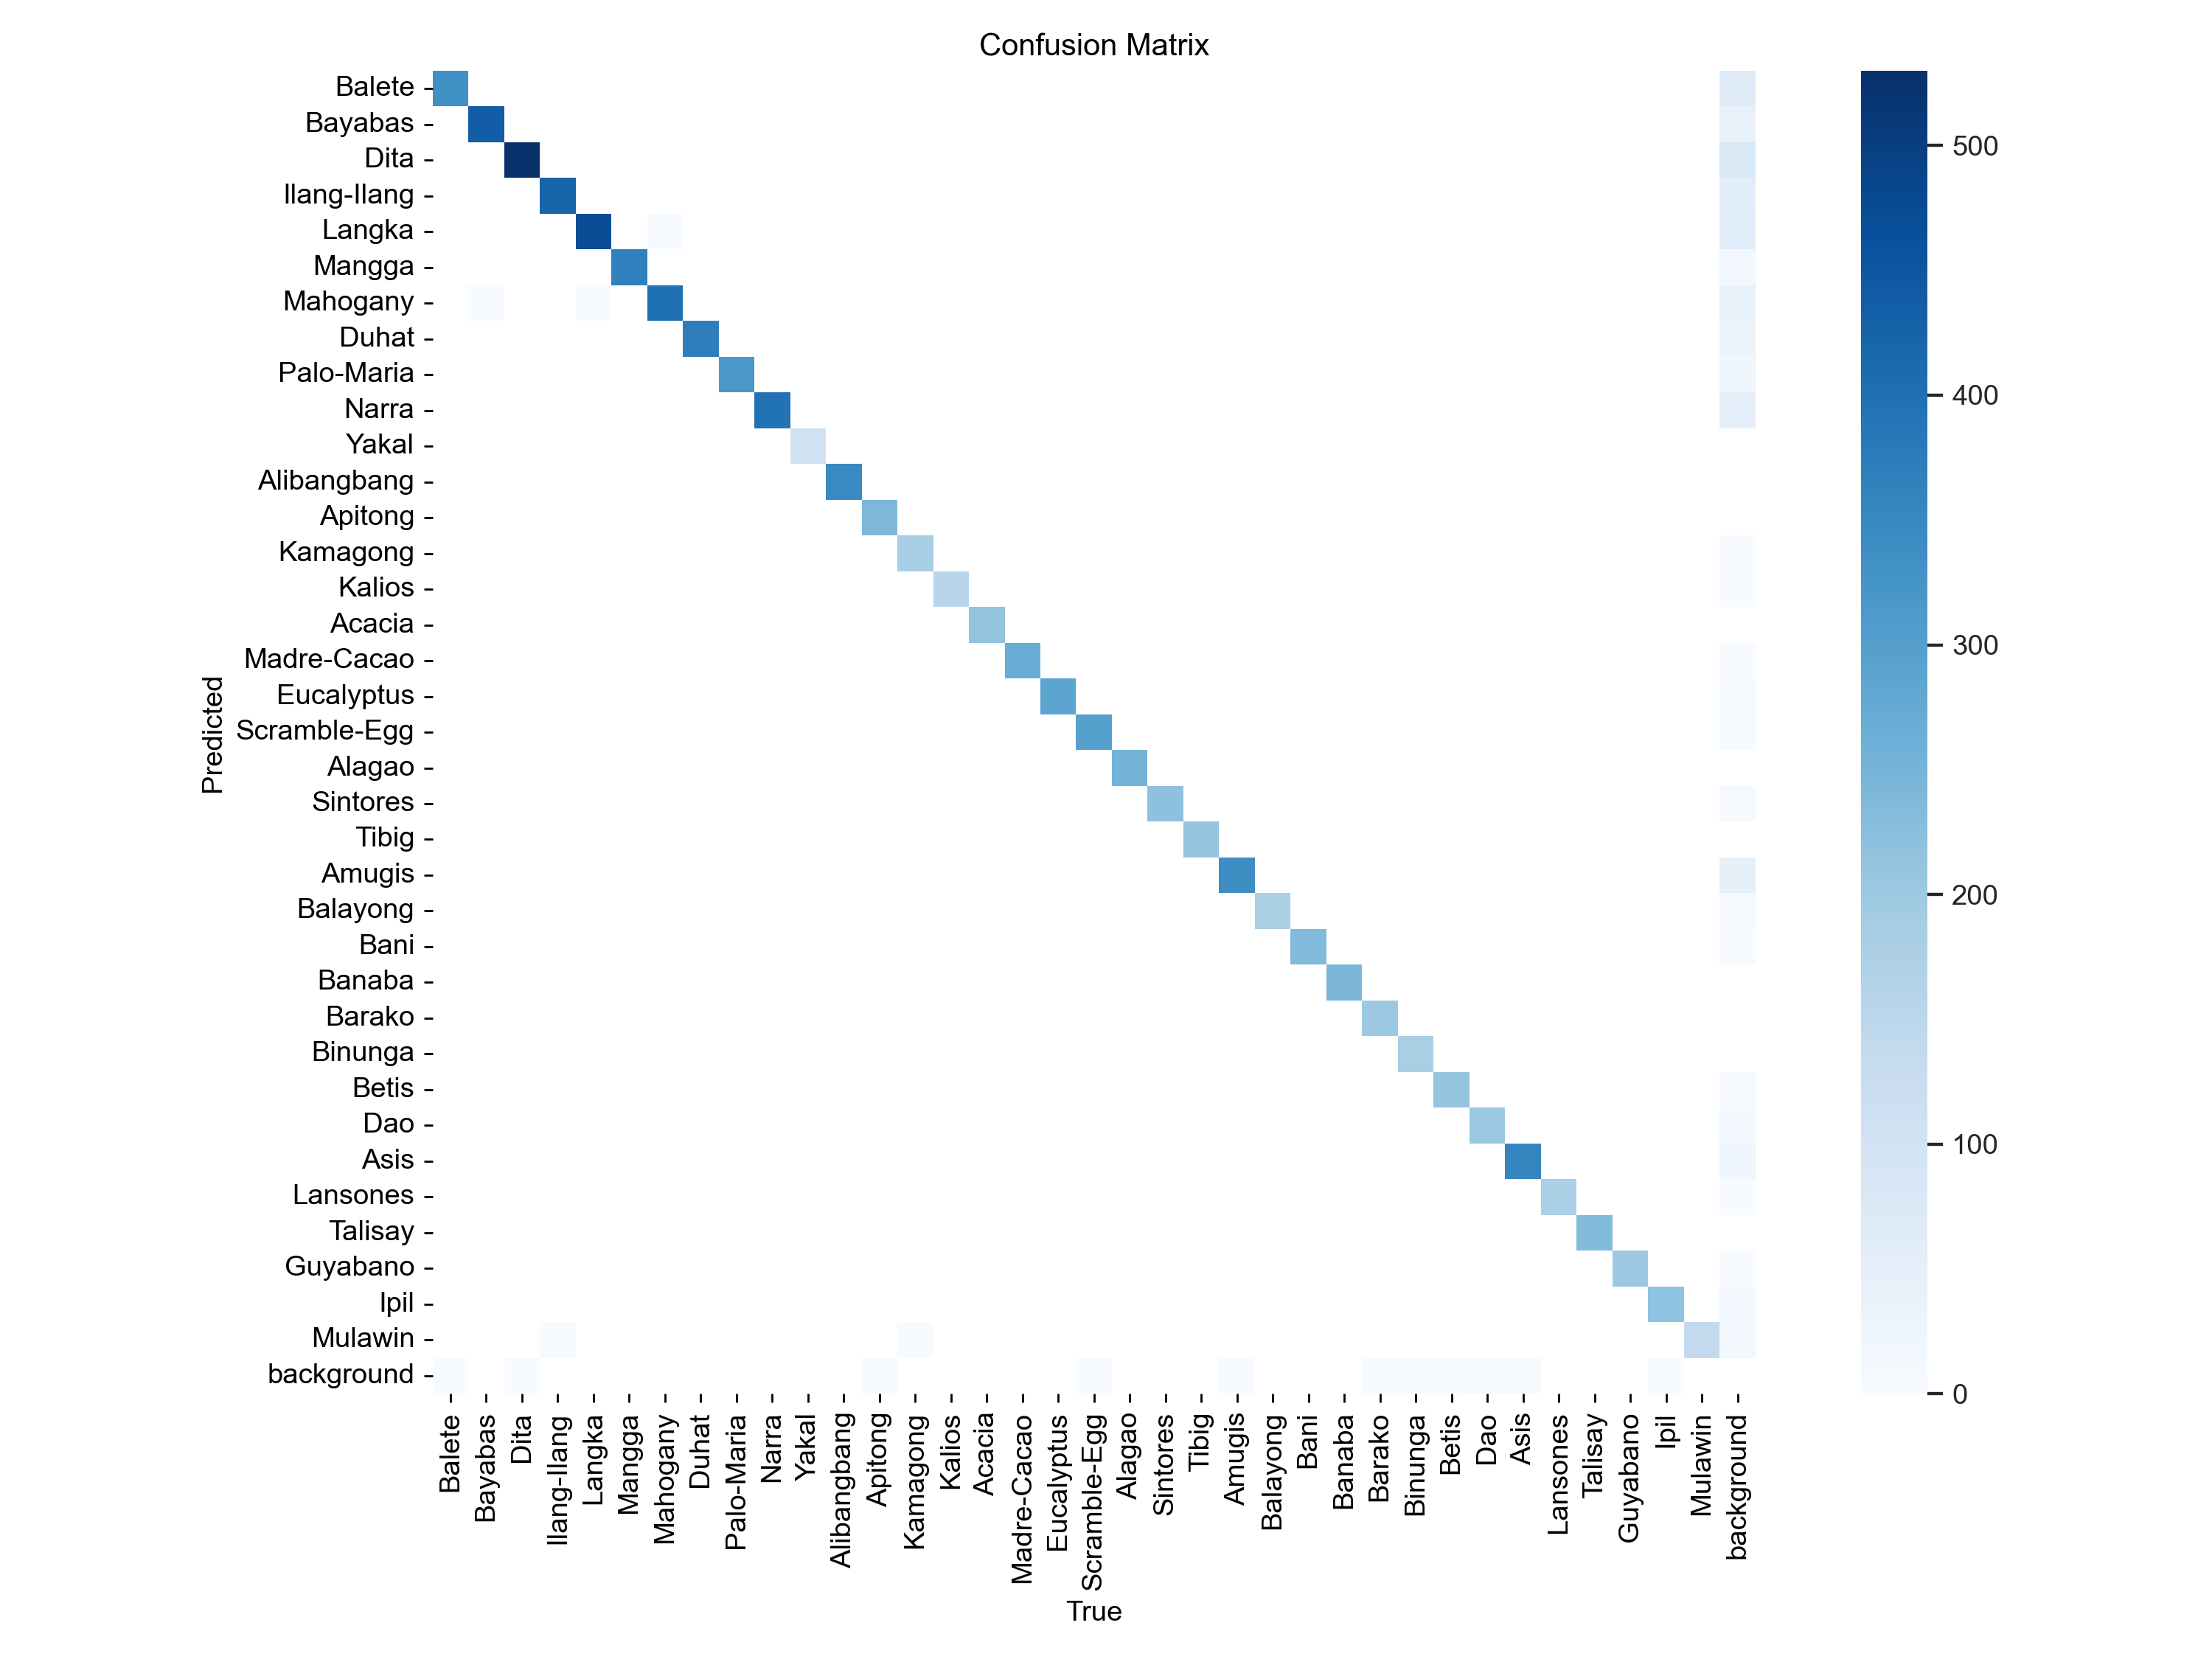 Confusion Matrix
Predicted
Balete
Bayabas
Dita
Ilang-Ilang
Langka
Mangga
Mahogany
Duhat
Palo-Maria
Narra
Yakal
Alibangbang
Apitong
Kamagong
Kalios
Acacia
Madre-Cacao
Eucalyptus
Scramble-Egg
Alagao
Sintores
Tibig
Amugis
Balayong
Bani
Banaba
Barako
Binunga
Betis
Dao
Asis
Lansones
Talisay
Guyabano
Ipil
Mulawin
background
Balete
Bayabas
Dita
Ilang-Ilang
Langka
Mangga
Mahogany
Duhat
Palo-Maria
Narra
Yakal
Alibangbang
Apitong
Kamagong
Kalios
Acacia
Madre-Cacao
Eucalyptus
Scramble-Egg
Alagao
Sintores
Tibig
Amugis
Balayong
Bani
Banaba
Barako
Binunga
Betis
Dao
Asis
Lansones
Talisay
Guyabano
Ipil
Mulawin
background
True
500
400
300
200
100
0